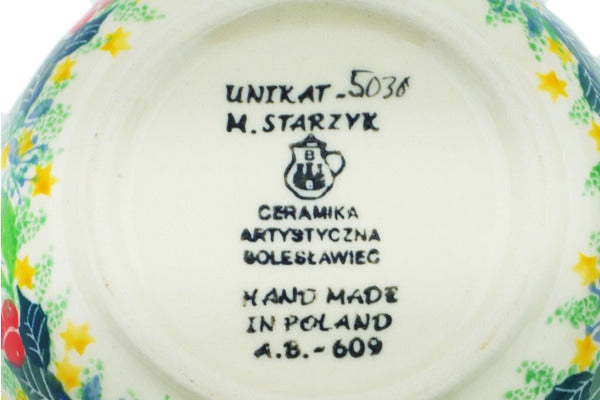 UNIKAT-5036
M. STARZYK
B
CERAMIKA
ARTYSTYCZNA
BOLESŁAWIEC
HAND MADE
IN POLAND
A.B.-609